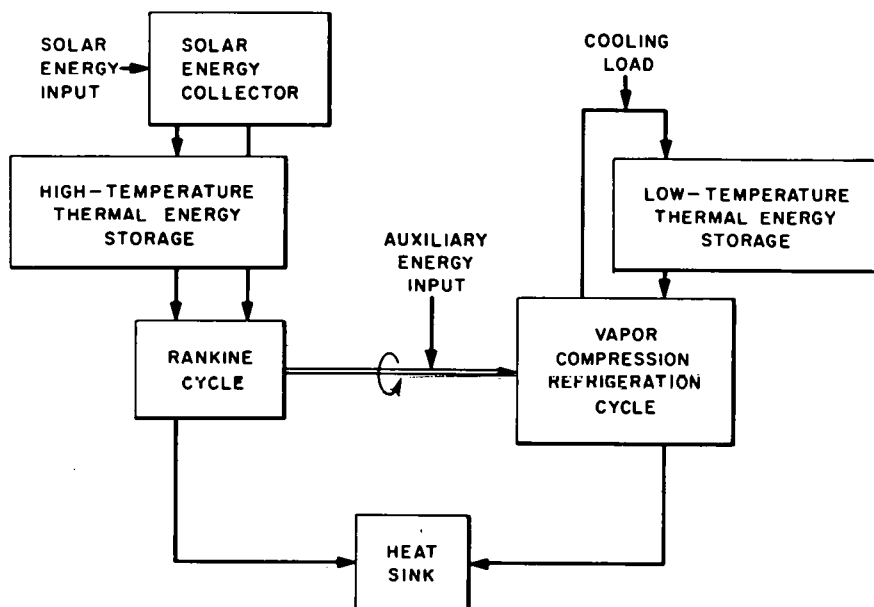 SOLAR
ENERGY
INPUT
SOLAR
ENERGY
COLLECTOR
COOLING
LOAD
HIGH-TEMPERATURE
THERMAL ENERGY
STORAGE
LOW-TEMPERATURE
THERMAL ENERGY
STORAGE
AUXILIARY
ENERGY
INPUT
RANKINE
CYCLE
VAPOR
COMPRESSION
REFRIGERATION
CYCLE
HEAT
SINK